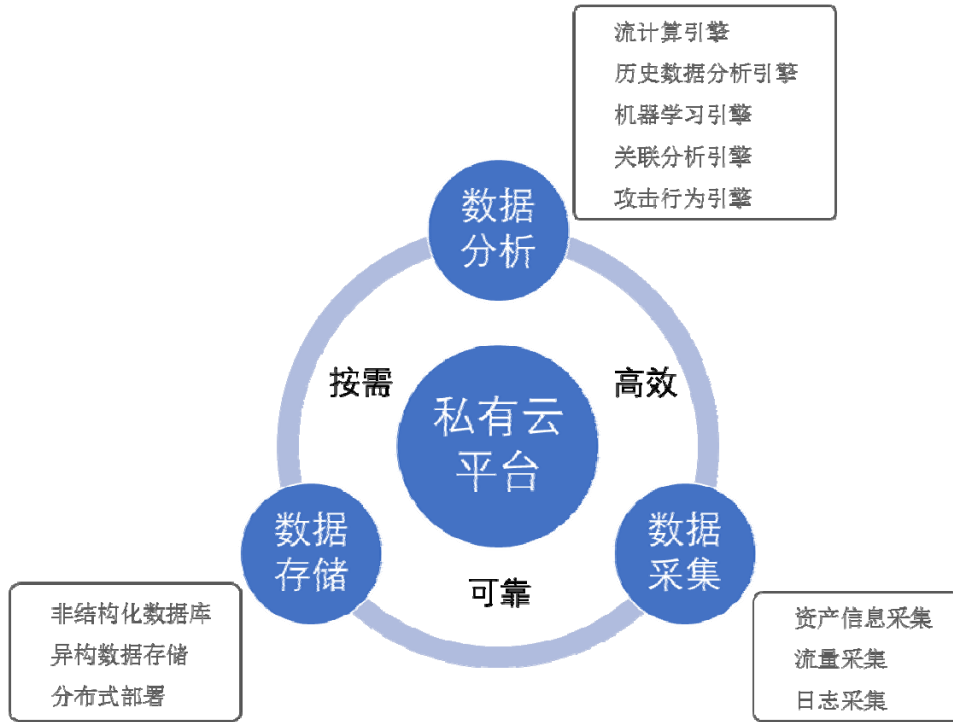 流计算引擎
历史数据分析引擎
机器学习引擎
关联分析引擎
攻击行为引擎
数据
分析
按需
高效
私有云
平台
数据
存储
数据
采集
可靠
非结构化数据库
异构数据存储
分布式部署
资产信息采集
流量采集
日志采集